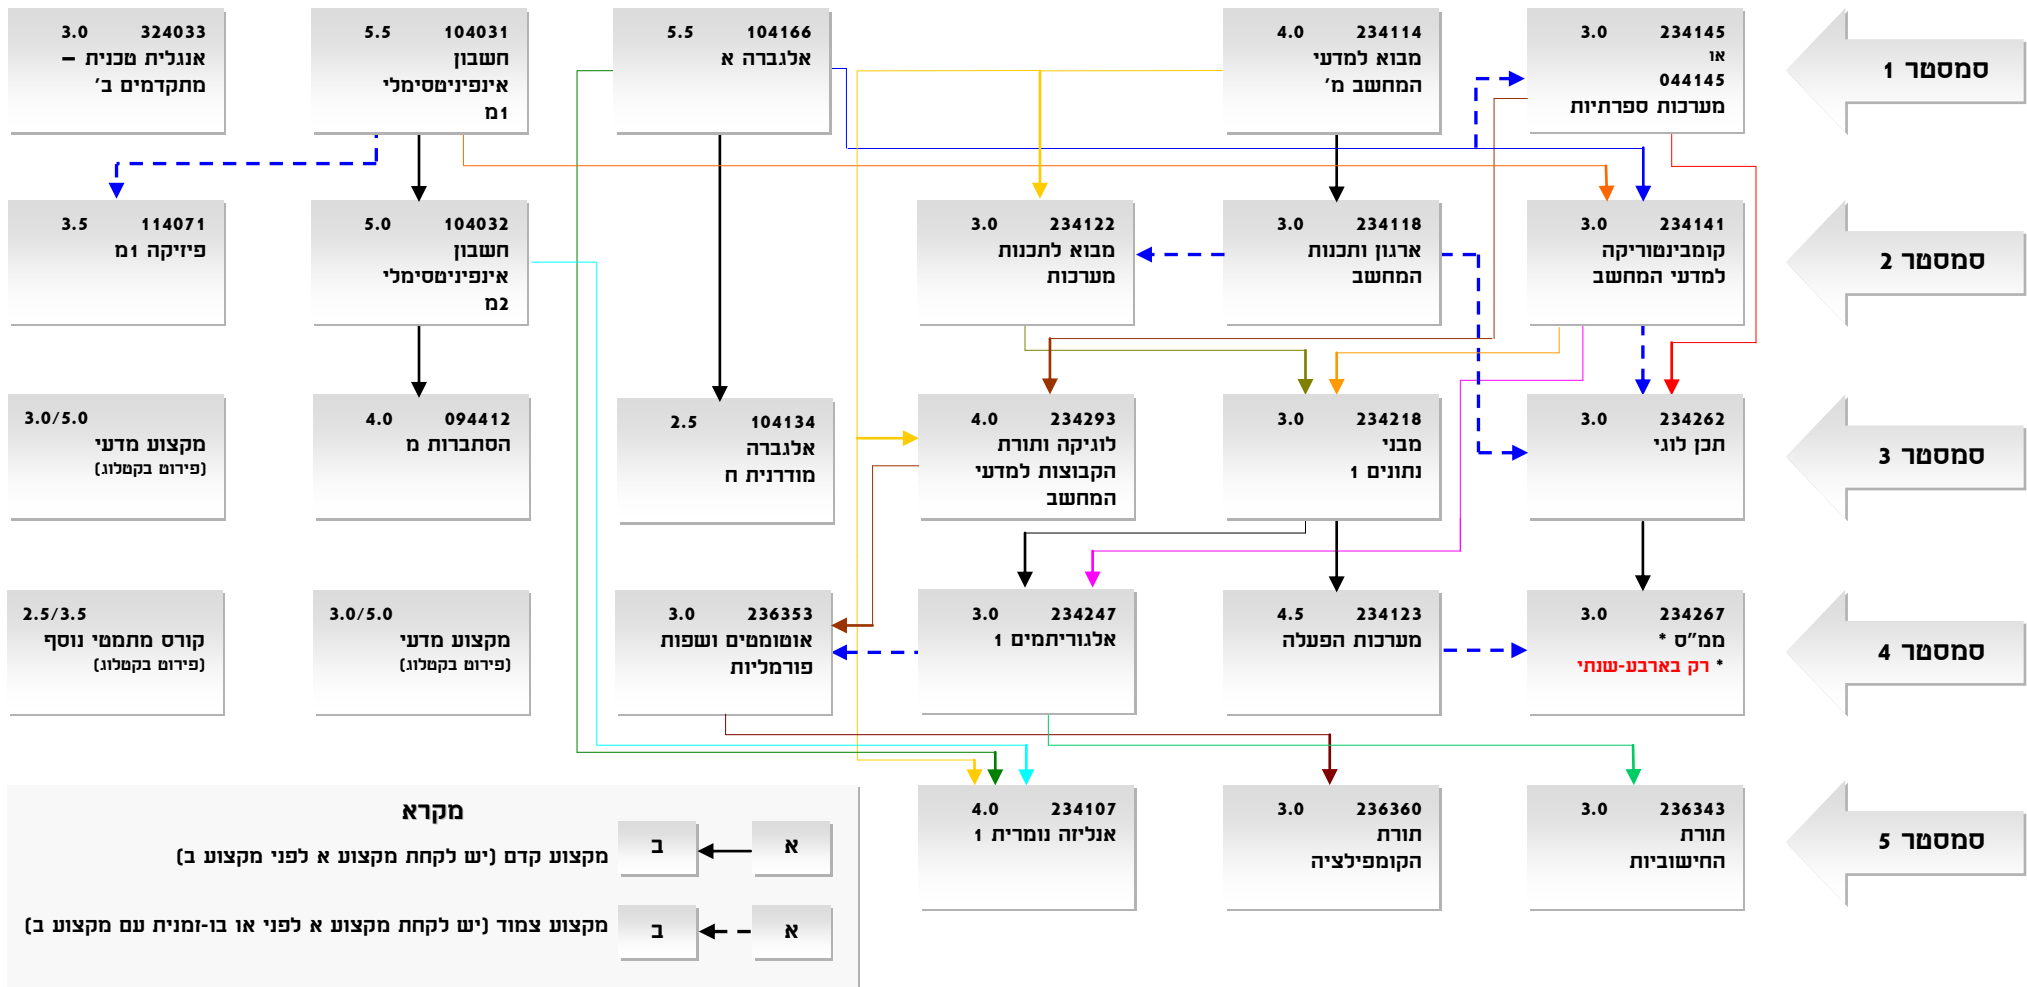 סמסטר 1
234145 3.0
או
044145
מערכות ספרתיות
234114 4.0
מבוא למדעי
המחשב מ'
104166 5.5
אלגברה א
104031 5.5
חשבון
אינפיניטסימלי
1מ
324033 3.0
אנגלית טכנית –
מתקדמים ב'
סמסטר 2
234141 3.0
קומבינטוריקה
למדעי המחשב
234118 3.0
ארגון ותכנות
המחשב
234122 3.0
מבוא לתכנות
מערכות
104032 5.0
חשבון
אינפיניטסימלי
2מ
114071 3.5
פיזיקה 1מ
סמסטר 3
234262 3.0
תכן לוגי
234218 3.0
מבני
נתונים 1
234293 4.0
לוגיקה ותורת
הקבוצות למדעי
המחשב
104134 2.5
אלגברה
מודרנית ח
094412 4.0
הסתברות מ
3.0/5.0
מקצוע מדעי
(פירוט בקטלוג)
סמסטר 4
234267 3.0
ממ"ס *
* רק בארבע-שנתי
234123 4.5
מערכות הפעלה
234247 3.0
אלגוריתמים 1
236353 3.0
אוטומטים ושפות
פורמליות
3.0/5.0
מקצוע מדעי
(פירוט בקטלוג)
2.5/3.5
קורס מתמטי נוסף
(פירוט בקטלוג)
סמסטר 5
236343 3.0
תורת
החישוביות
236360 3.0
תורת
הקומפילציה
234107 4.0
אנליזה נומרית 1
מקרא
א ב מקצוע קדם (יש לקחת מקצוע א לפני מקצוע ב)
א ב מקצוע צמוד (יש לקחת מקצוע א לפני או בו-זמנית עם מקצוע ב)